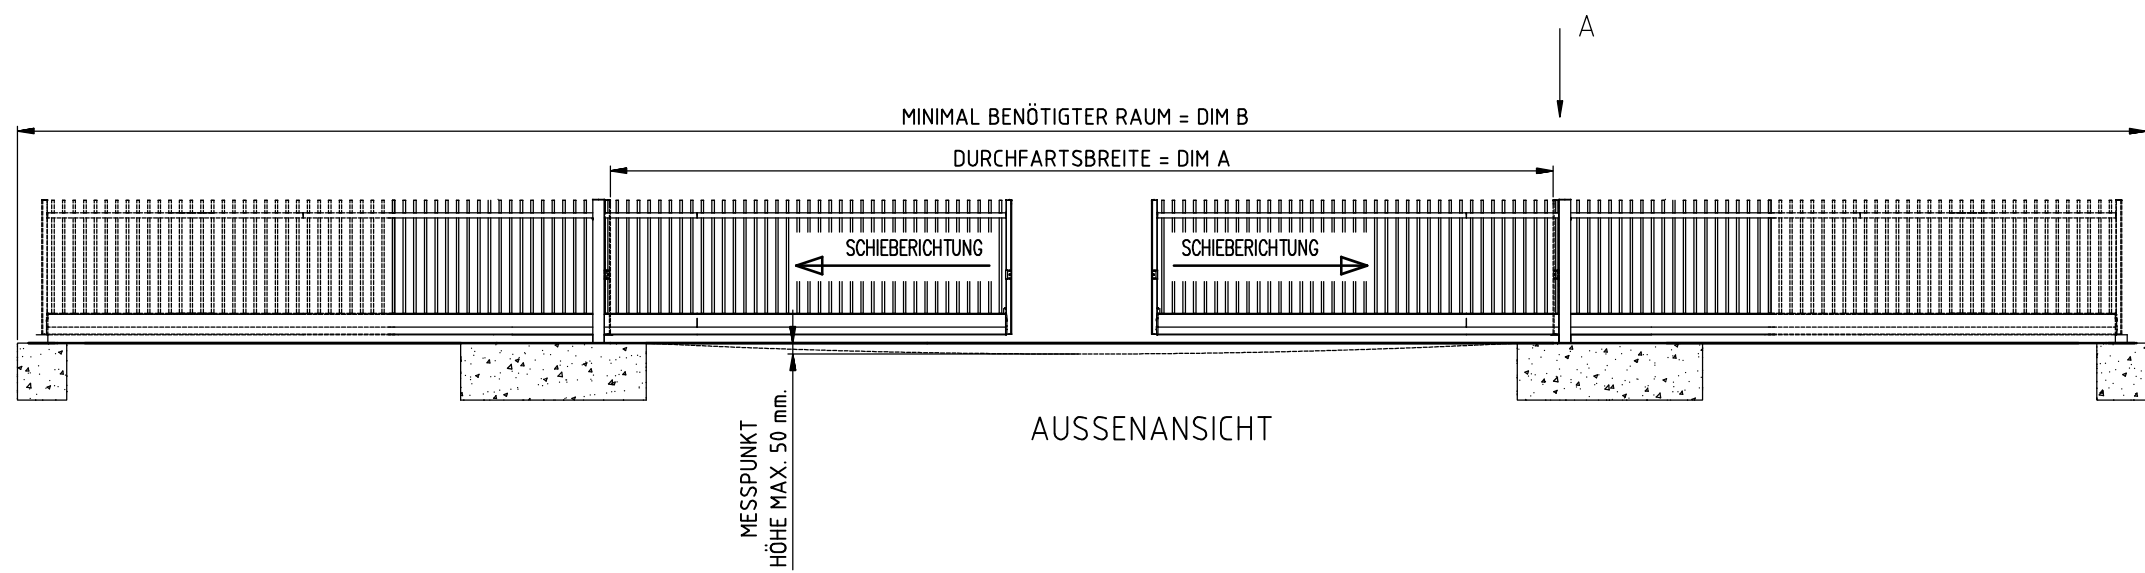 A
MINIMAL BENÖTIGTER RAUM = DIM B
DURCHFARTSBREITE = DIM A
SCHIEBERICHTUNG
SCHIEBERICHTUNG
MESSPUNKT
HÖHE MAX. 50 mm.
AUSSENANSICHT